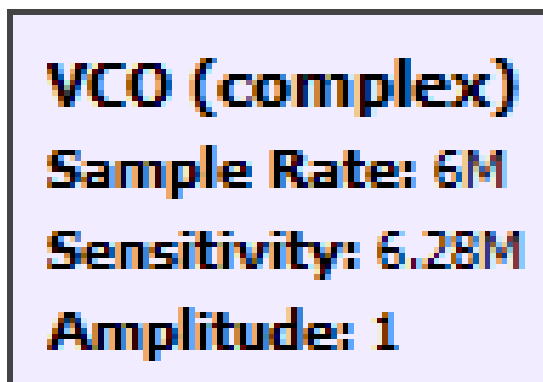 VCO (complex)
Sample Rate: 6M
Sensitivity: 6.28M
Amplitude: 1